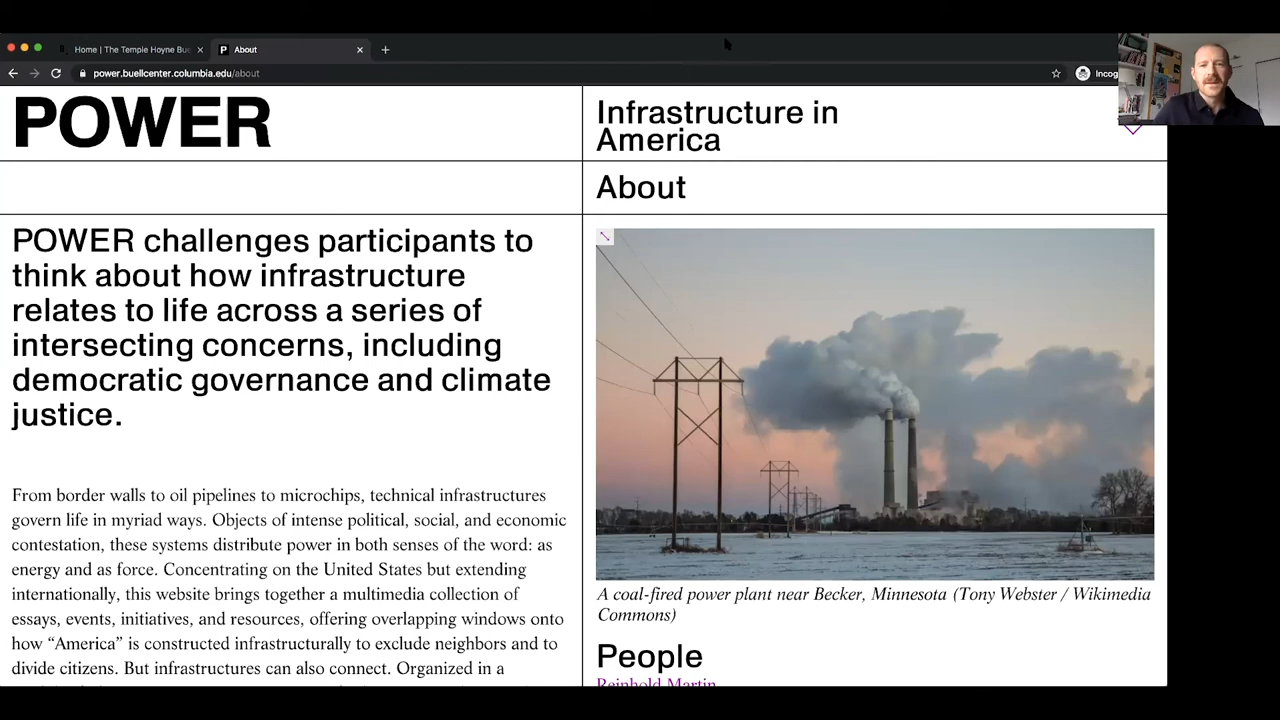 Home | The Temple Hoyne Bue
About
power.buellcenter.columbia.edu/about
Incog
POWER
Infrastructure in
America
About
POWER challenges participants to
think about how infrastructure
relates to life across a series of
intersecting concerns, including
democratic governance and climate
justice.
From border walls to oil pipelines to microchips, technical infrastructures
govern life in myriad ways. Objects of intense political, social, and economic
contestation, these systems distribute power in both senses of the word: as
energy and as force. Concentrating on the United States but extending
internationally, this website brings together a multimedia collection of
essays, events, initiatives, and resources, offering overlapping windows onto
how “America” is constructed infrastructurally to exclude neighbors and to
divide citizens. But infrastructures can also connect. Organized in a
A coal-fired power plant near Becker, Minnesota (Tony Webster / Wikimedia
Commons)
People
Reinhold Martin